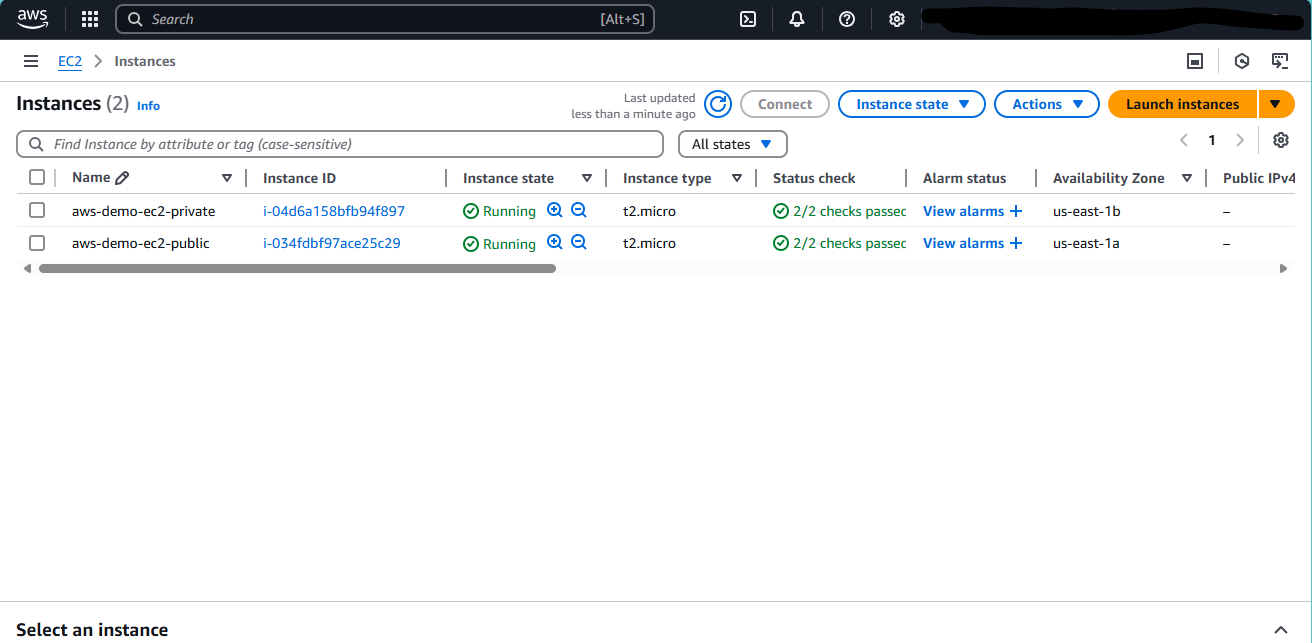 aws Search [Alt+S]
EC2 Instances
Instances (2) Info
Last updated
less than a minute ago
Connect Instance state Actions Launch instances
Find Instance by attribute or tag (case-sensitive) All states 1
Name Instance ID Instance state Instance type Status check Alarm status Availability Zone Public IPv4
aws-demo-ec2-private i-04d6a158bfb94f897 Running t2.micro 2/2 checks passec View alarms + us-east-1b –
aws-demo-ec2-public i-034fdbf97ace25c29 Running t2.micro 2/2 checks passec View alarms + us-east-1a –
Select an instance